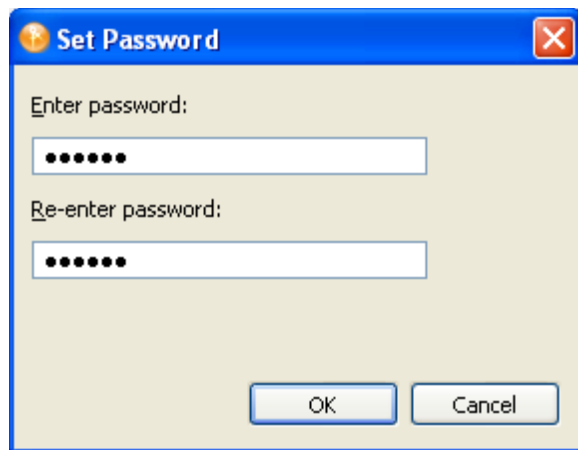 Set Password
Enter password:
••••••
Re-enter password:
••••••
OK Cancel